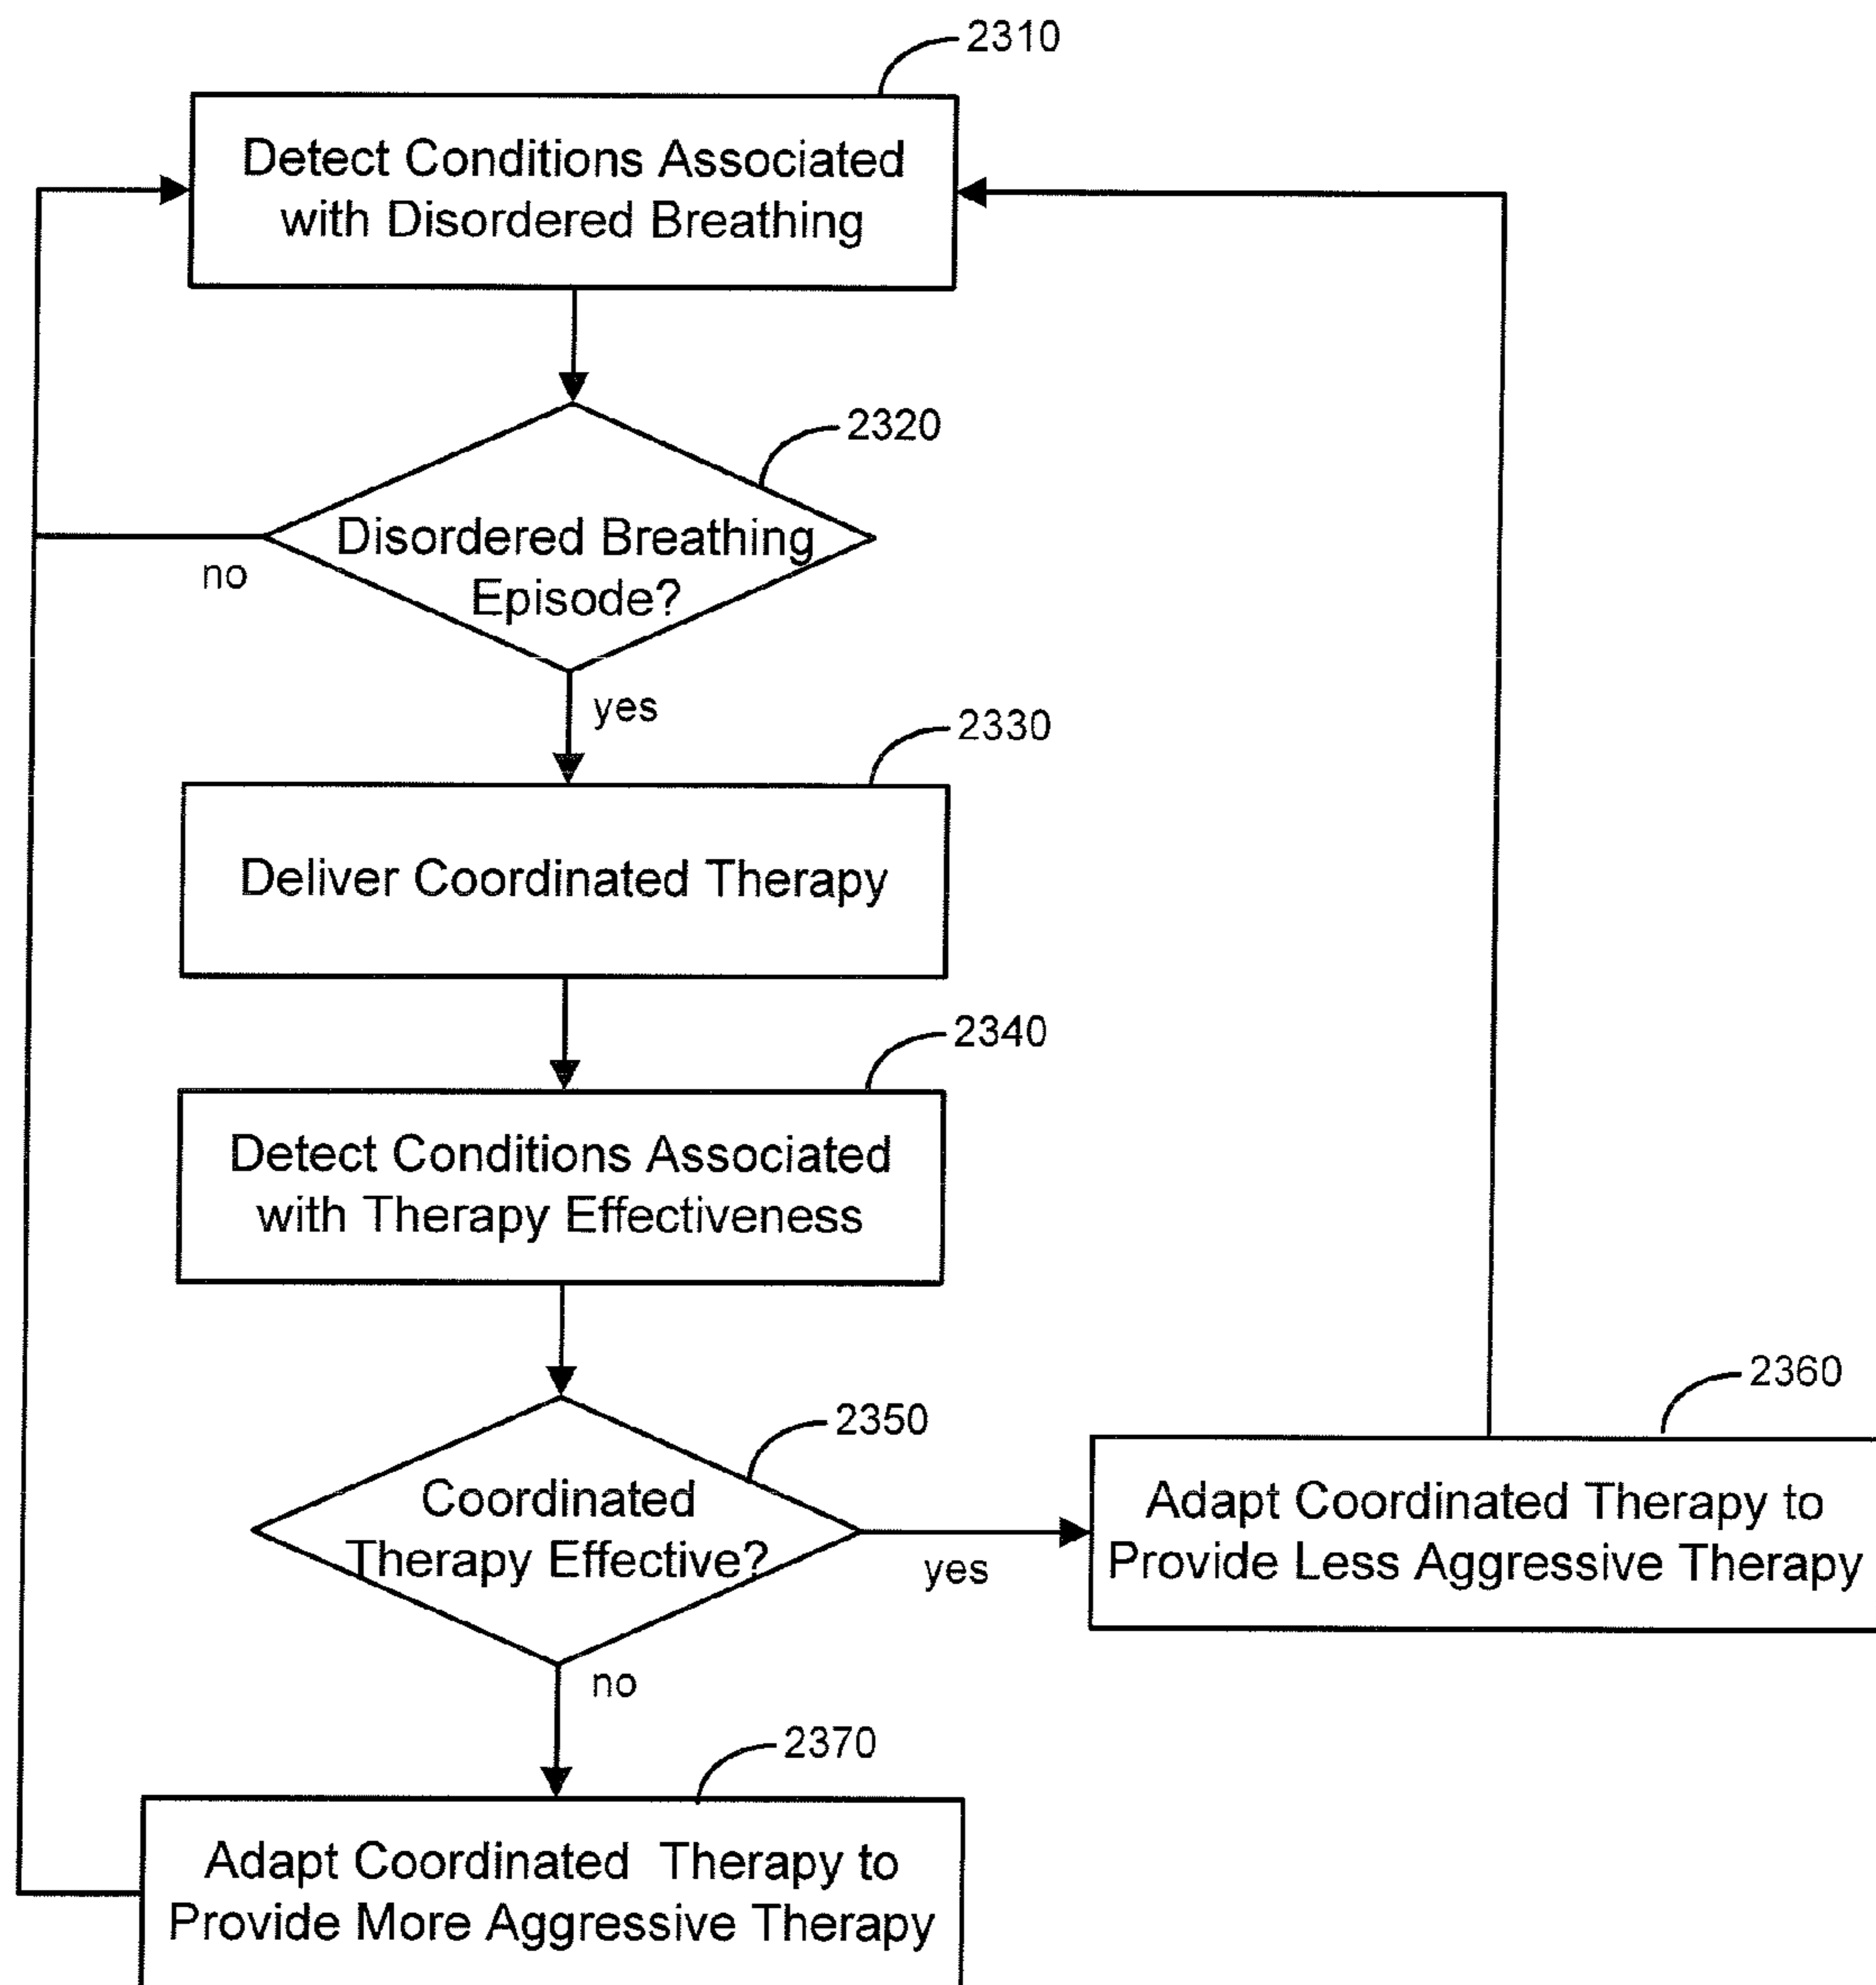 2310
Detect Conditions Associated
with Disordered Breathing
2320
Disordered Breathing
Episode?
no
yes
2330
Deliver Coordinated Therapy
2340
Detect Conditions Associated
with Therapy Effectiveness
2350
Coordinated
Therapy Effective?
yes
2360
Adapt Coordinated Therapy to
Provide Less Aggressive Therapy
no
2370
Adapt Coordinated Therapy to
Provide More Aggressive Therapy